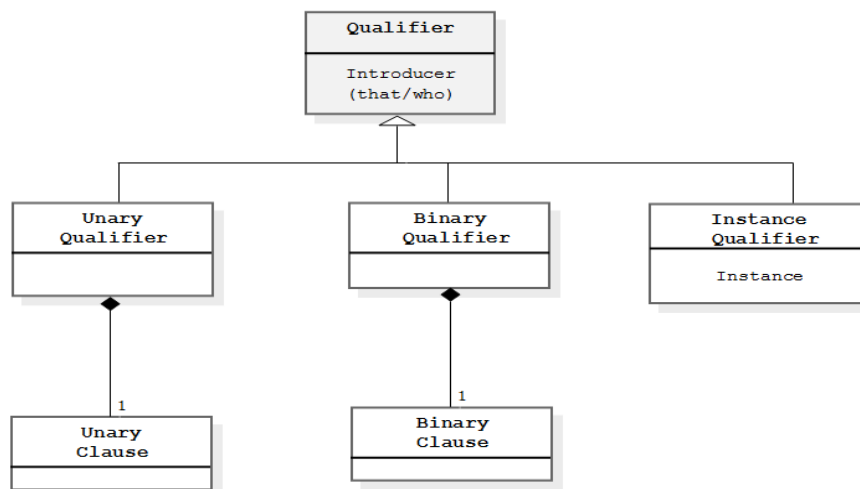 Qualifier
Introducer
(that/who)
Unary
Qualifier
Binary
Qualifier
Instance
Qualifier
Instance
1
1
Unary
Clause
Binary
Clause